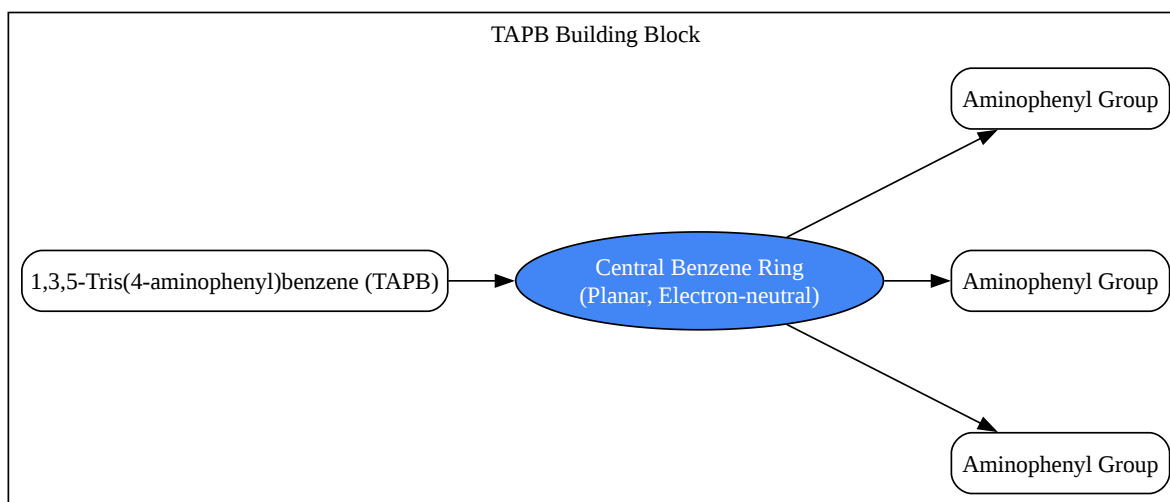 TAPB Building Block
1,3,5-Tris(4-aminophenyl)benzene (TAPB)
Central Benzene Ring
(Planar, Electron-neutral)
Aminophenyl Group
Aminophenyl Group
Aminophenyl Group